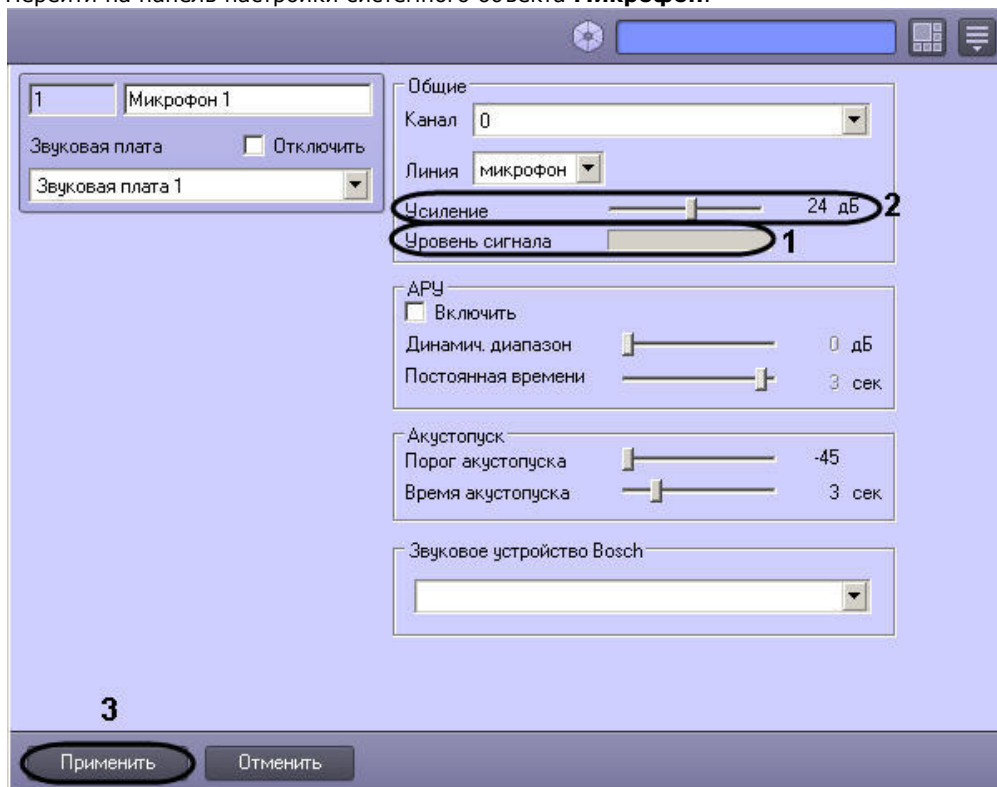 Перейти на панель настройки системного объекта Микрофон.
1 Микрофон 1
Звуковая плата Отключить
Звуковая плата 1
Общие
Канал 0
Линия микрофон
Усиление 24 дБ 2
Уровень сигнала 1
АРУ
Включить
Динамич. диапазон 0 дБ
Постоянная времени 3 сек
Акустопуск
Порог акустопуска -45
Время акустопуска 3 сек
Звуковое устройство Bosch
3
Применить Отменить